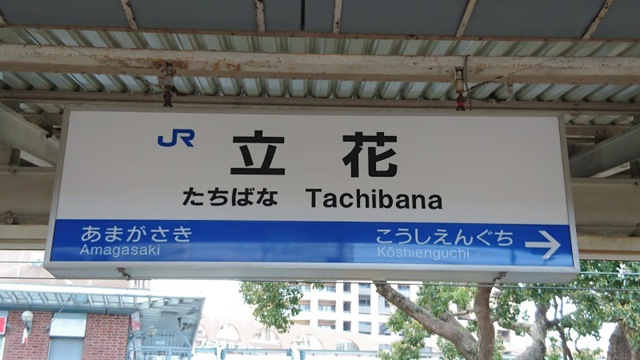 JR 立花
たちばな Tachibana
あまがさき こうしえんぐち →
Amagasaki Kōshienguchi